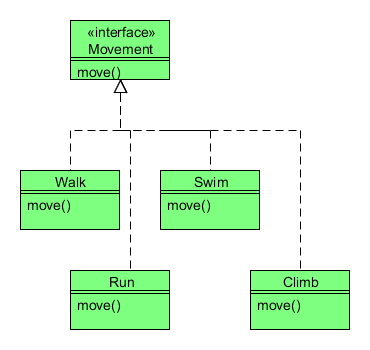 «interface»
Movement
move()
Walk
move()
Swim
move()
Run
move()
Climb
move()